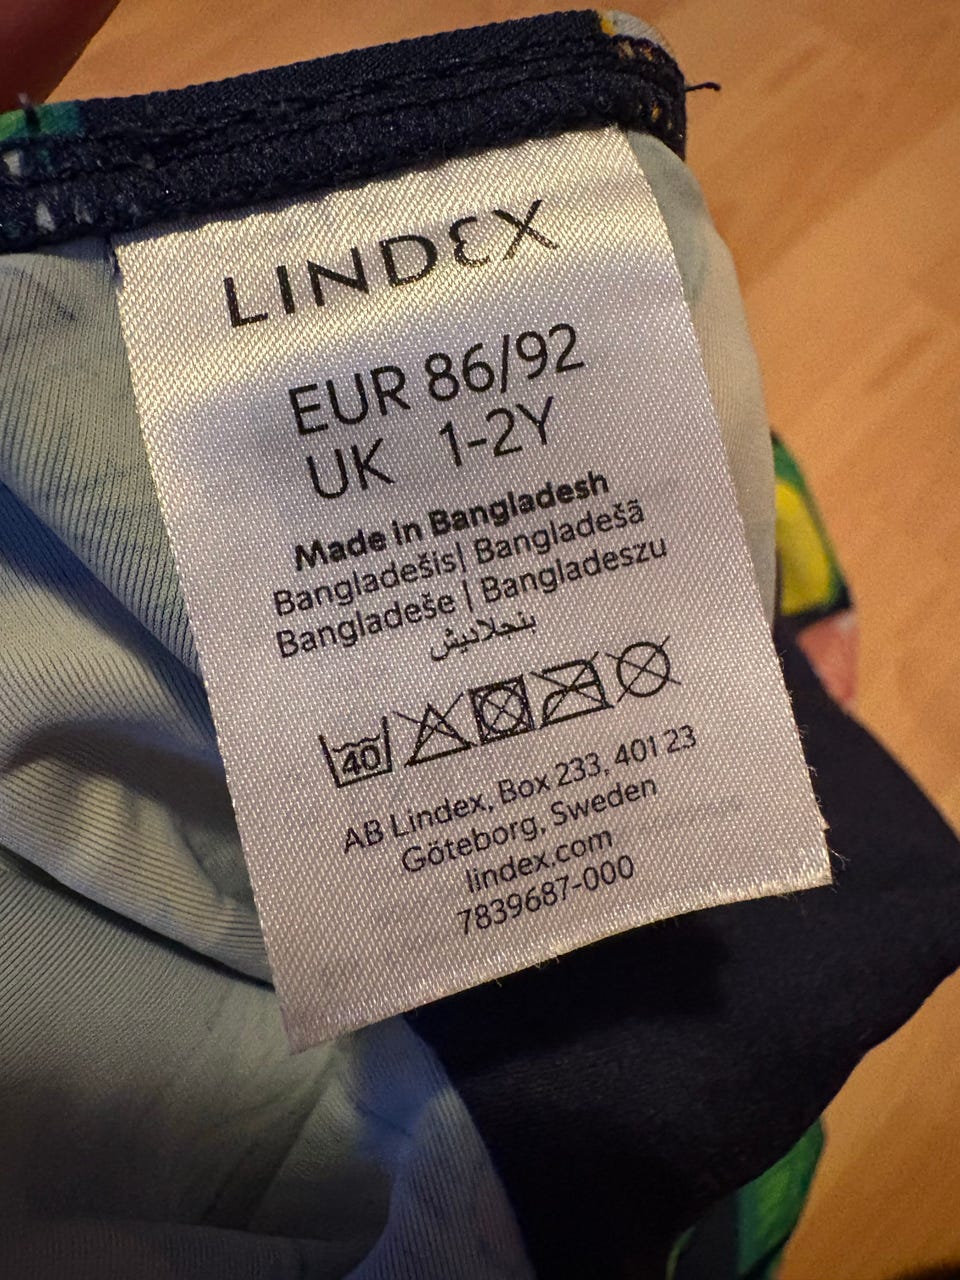 LINDEX
EUR 86/92
UK 1-2Y
Made in Bangladesh
Bangladešis| Bangladešā
Bangladeše | Bangladeszu
بنجلاديش
40
AB Lindex, Box 233, 401 23
Göteborg, Sweden
lindex.com
7839687-000